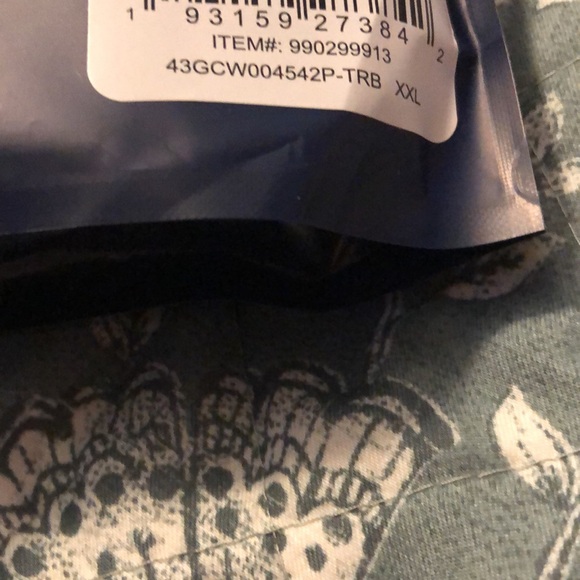 1 93159 27384 2
ITEM#: 990299913
43GCW004542P-TRB XXL